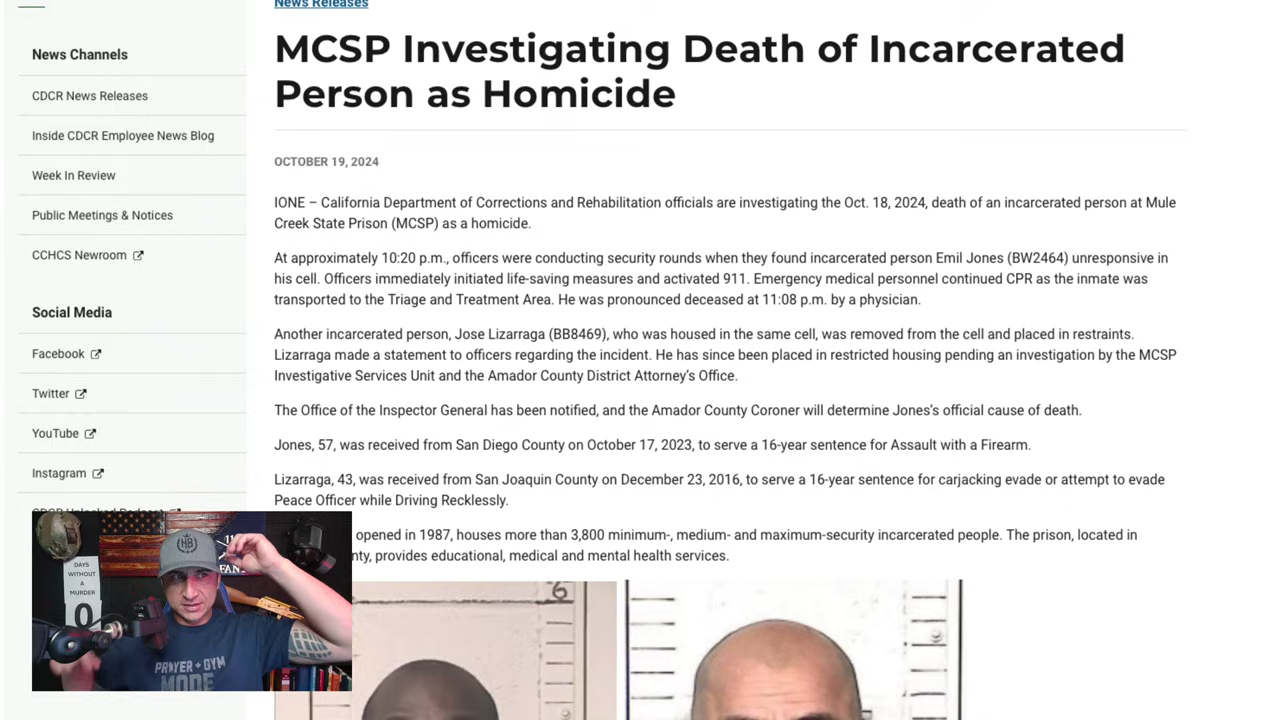 News Releases
News Channels
CDCR News Releases
Inside CDCR Employee News Blog
Week In Review
Public Meetings & Notices
CCHCS Newroom
Social Media
Facebook
Twitter
YouTube
Instagram
CDCR Unlocked Podcast
MCSP Investigating Death of Incarcerated
Person as Homicide
OCTOBER 19, 2024
IONE – California Department of Corrections and Rehabilitation officials are investigating the Oct. 18, 2024, death of an incarcerated person at Mule
Creek State Prison (MCSP) as a homicide.
At approximately 10:20 p.m., officers were conducting security rounds when they found incarcerated person Emil Jones (BW2464) unresponsive in
his cell. Officers immediately initiated life-saving measures and activated 911. Emergency medical personnel continued CPR as the inmate was
transported to the Triage and Treatment Area. He was pronounced deceased at 11:08 p.m. by a physician.
Another incarcerated person, Jose Lizarraga (BB8469), who was housed in the same cell, was removed from the cell and placed in restraints.
Lizarraga made a statement to officers regarding the incident. He has since been placed in restricted housing pending an investigation by the MCSP
Investigative Services Unit and the Amador County District Attorney's Office.
The Office of the Inspector General has been notified, and the Amador County Coroner will determine Jones's official cause of death.
Jones, 57, was received from San Diego County on October 17, 2023, to serve a 16-year sentence for Assault with a Firearm.
Lizarraga, 43, was received from San Joaquin County on December 23, 2016, to serve a 16-year sentence for carjacking evade or attempt to evade
Peace Officer while Driving Recklessly.
opened in 1987, houses more than 3,800 minimum-, medium- and maximum-security incarcerated people. The prison, located in
nty, provides educational, medical and mental health services.
6
DAYS
WITHOUT
A
MURDER
0
HB
PRAYER + GYM
MODE